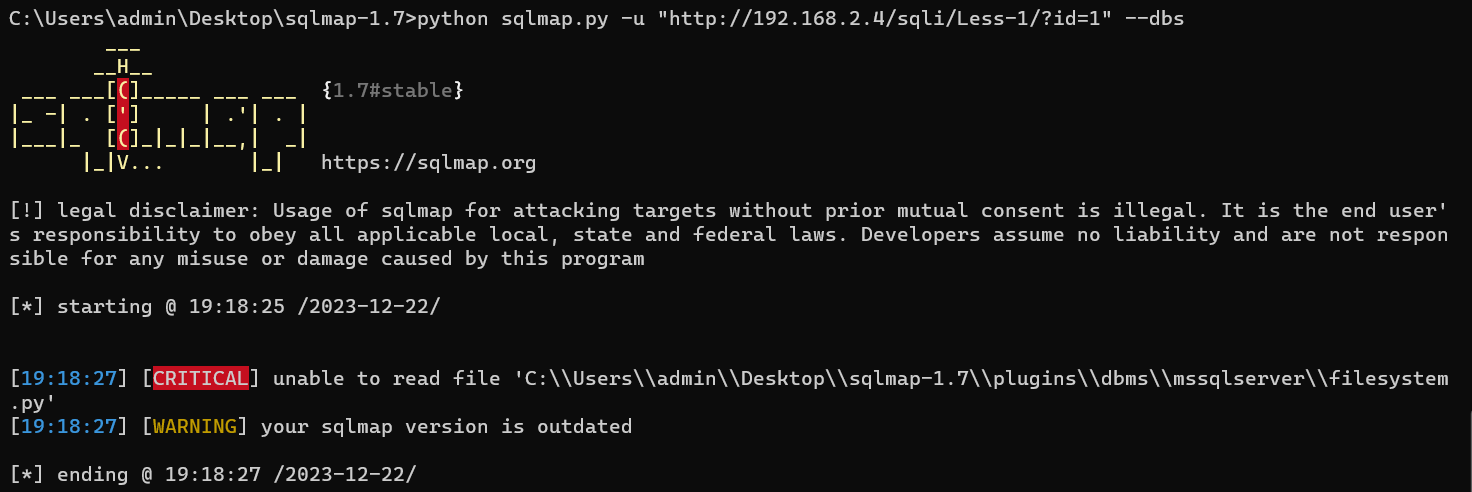 C:\Users\admin\Desktop\sqlmap-1.7>python sqlmap.py -u "http://192.168.2.4/sqli/Less-1/?id=1" --dbs
        ___
       __H__
 ___ ___[(]_____ ___ ___  {1.7#stable}
|_ -| . [']     | .'| . |
|___|_  [(]_|_|_|__,|  _|
      |_|V...       |_|   https://sqlmap.org
[!] legal disclaimer: Usage of sqlmap for attacking targets without prior mutual consent is illegal. It is the end user'
s responsibility to obey all applicable local, state and federal laws. Developers assume no liability and are not respon
sible for any misuse or damage caused by this program
[*] starting @ 19:18:25 /2023-12-22/
[19:18:27] [CRITICAL] unable to read file 'C:\\Users\\admin\\Desktop\\sqlmap-1.7\\plugins\\dbms\\mssqlserver\\filesystem
.py'
[19:18:27] [WARNING] your sqlmap version is outdated
[*] ending @ 19:18:27 /2023-12-22/